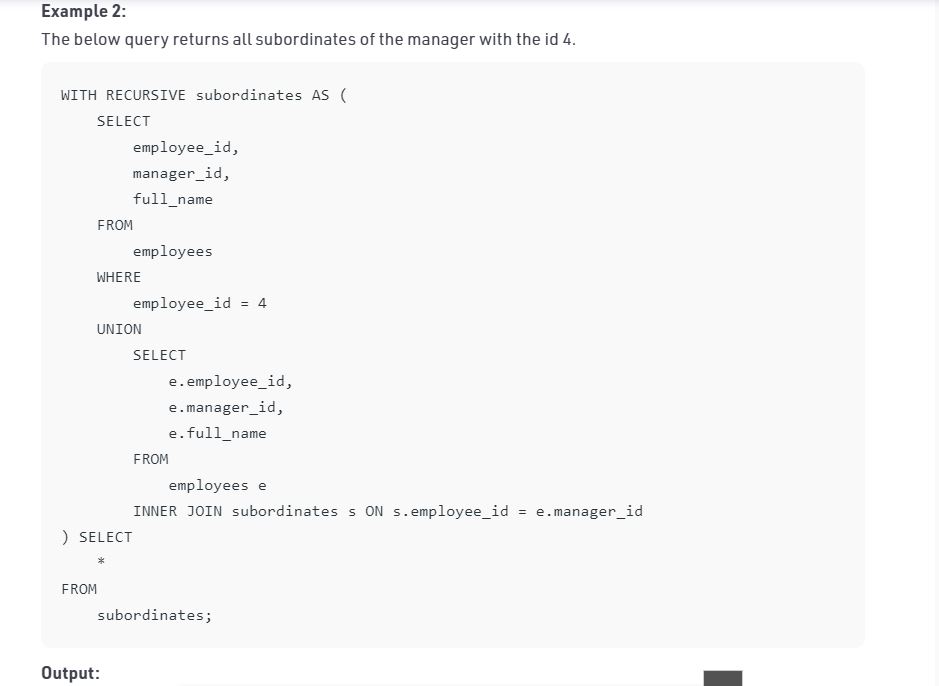 Example 2:
The below query returns all subordinates of the manager with the id 4.
WITH RECURSIVE subordinates AS (
    SELECT
        employee_id,
        manager_id,
        full_name
    FROM
        employees
    WHERE
        employee_id = 4
    UNION
        SELECT
            e.employee_id,
            e.manager_id,
            e.full_name
        FROM
            employees e
        INNER JOIN subordinates s ON s.employee_id = e.manager_id
) SELECT
    *
FROM
    subordinates;
Output: